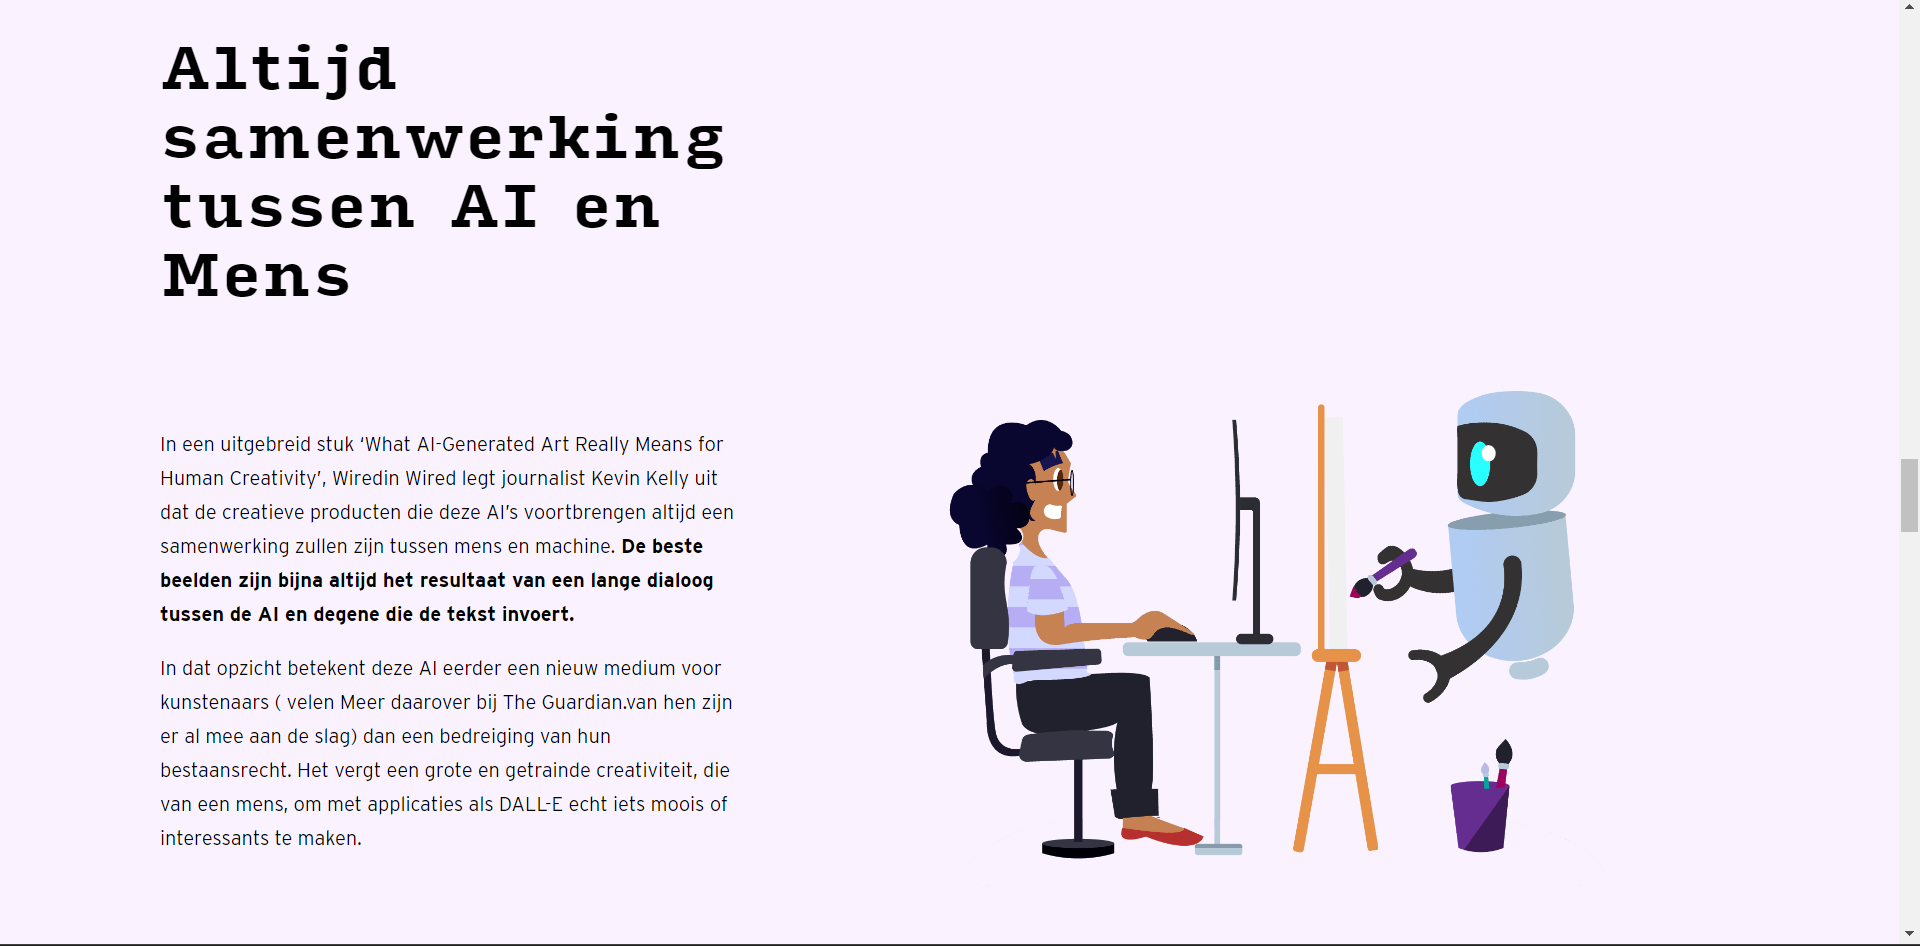 Altijd
samenwerking
tussen AI en
Mens
In een uitgebreid stuk ‘What AI-Generated Art Really Means for
Human Creativity’, Wiredin Wired legt journalist Kevin Kelly uit
dat de creatieve producten die deze AI’s voortbrengen altijd een
samenwerking zullen zijn tussen mens en machine. De beste
beelden zijn bijna altijd het resultaat van een lange dialoog
tussen de AI en degene die de tekst invoert.
In dat opzicht betekent deze AI eerder een nieuw medium voor
kunstenaars ( velen Meer daarover bij The Guardian.van hen zijn
er al mee aan de slag) dan een bedreiging van hun
bestaansrecht. Het vergt een grote en getrainde creativiteit, die
van een mens, om met applicaties als DALL-E echt iets moois of
interessants te maken.